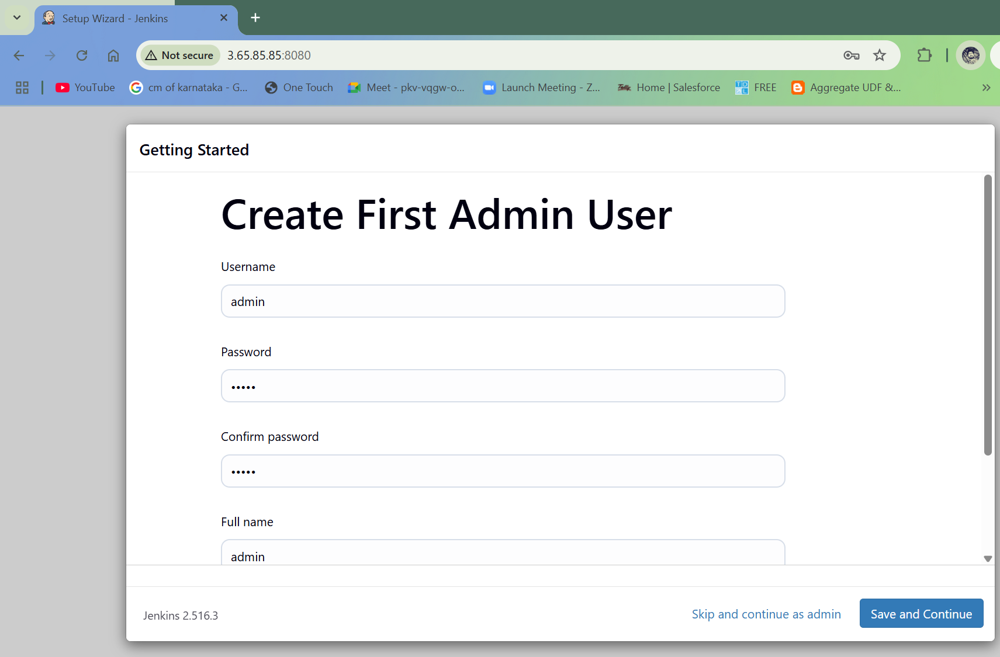 Setup Wizard - Jenkins
Not secure 3.65.85.85:8080
YouTube cm of karnataka - G... One Touch Meet - pkv-vqgw-o... Launch Meeting - Z... Home | Salesforce FREE Aggregate UDF &...
Getting Started
Create First Admin User
Username
admin
Password
•••••
Confirm password
•••••
Full name
admin
Jenkins 2.516.3 Skip and continue as admin Save and Continue